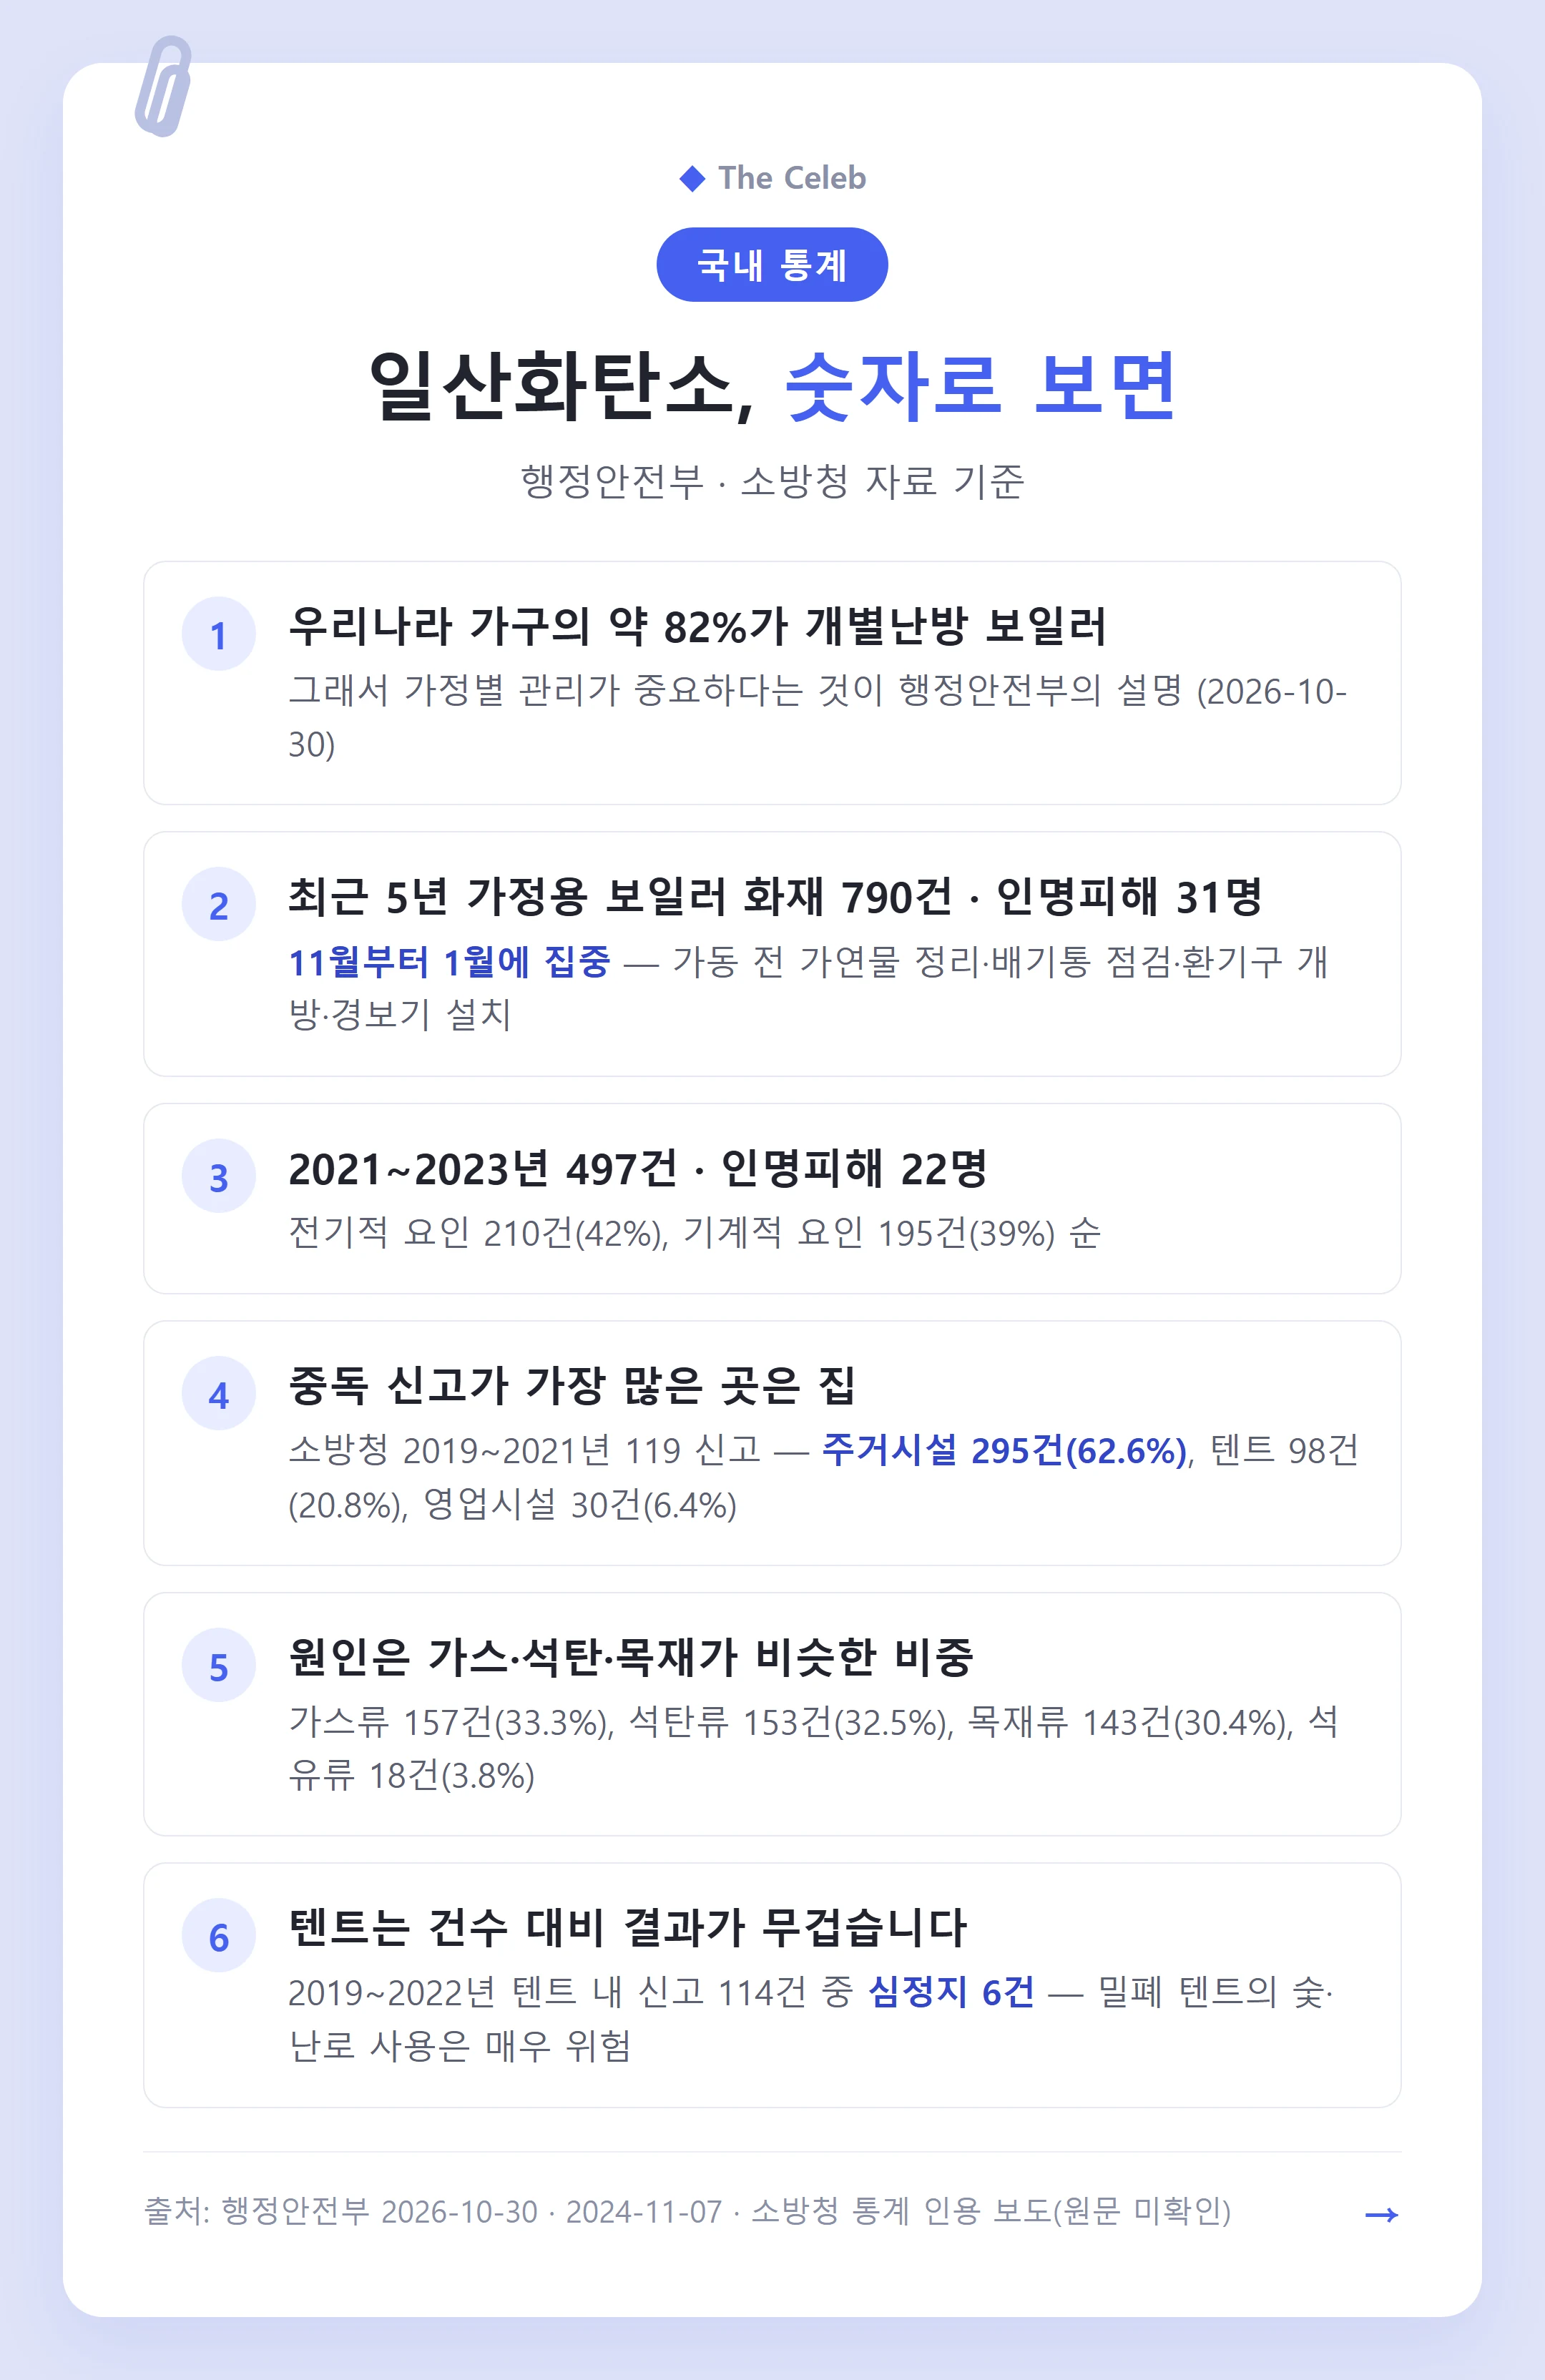 ◆ The Celeb
국내 통계
일산화탄소, 숫자로 보면
행정안전부 · 소방청 자료 기준
1
우리나라 가구의 약 82%가 개별난방 보일러
그래서 가정별 관리가 중요하다는 것이 행정안전부의 설명 (2026-10-
30)
2
최근 5년 가정용 보일러 화재 790건 · 인명피해 31명
11월부터 1월에 집중 — 가동 전 가연물 정리·배기통 점검·환기구 개
방·경보기 설치
3
2021~2023년 497건 · 인명피해 22명
전기적 요인 210건(42%), 기계적 요인 195건(39%) 순
4
중독 신고가 가장 많은 곳은 집
소방청 2019~2021년 119 신고 — 주거시설 295건(62.6%), 텐트 98건
(20.8%), 영업시설 30건(6.4%)
5
원인은 가스·석탄·목재가 비슷한 비중
가스류 157건(33.3%), 석탄류 153건(32.5%), 목재류 143건(30.4%), 석
유류 18건(3.8%)
6
텐트는 건수 대비 결과가 무겁습니다
2019~2022년 텐트 내 신고 114건 중 심정지 6건 — 밀폐 텐트의 숯·
난로 사용은 매우 위험
출처: 행정안전부 2026-10-30 · 2024-11-07 · 소방청 통계 인용 보도(원문 미확인) →